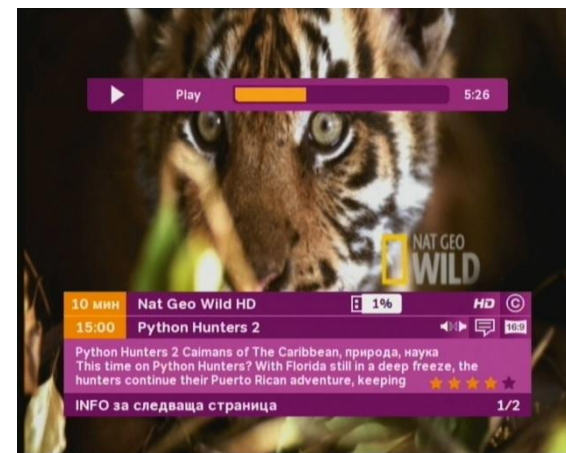 Play
5:26
NAT GEO
WILD
10 мин Nat Geo Wild HD 1% HD ©
15:00 Python Hunters 2 16:9
Python Hunters 2 Caimans of The Caribbean, природа, наука
This time on Python Hunters? With Florida still in a deep freeze, the
hunters continue their Puerto Rican adventure, keeping
INFO за следваща страница 1/2